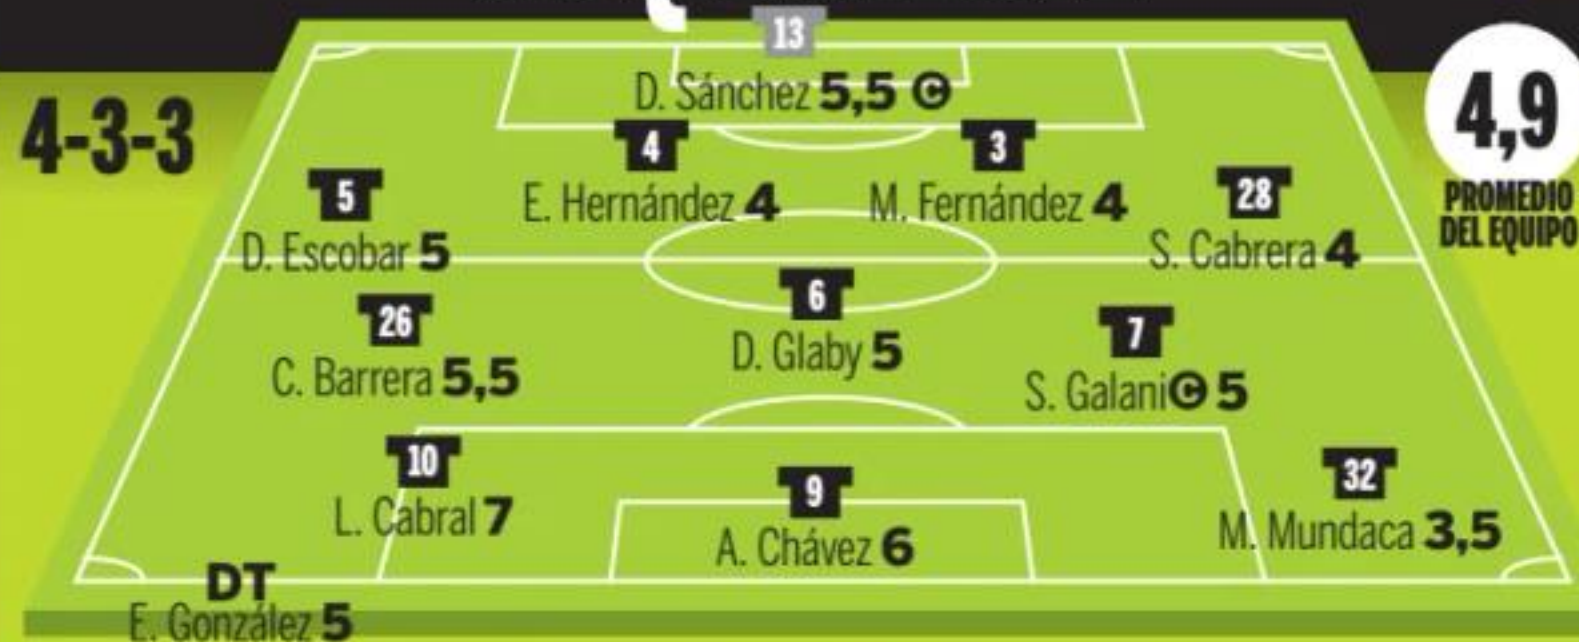 4-3-3
13
D. Sánchez 5,5 C
4
E. Hernández 4
3
M. Fernández 4
5
D. Escobar 5
28
S. Cabrera 4
26
C. Barrera 5,5
6
D. Glaby 5
7
S. Galani C 5
10
L. Cabral 7
9
A. Chávez 6
32
M. Mundaca 3,5
DT
E. González 5
4,9
PROMEDIO
DEL EQUIPO